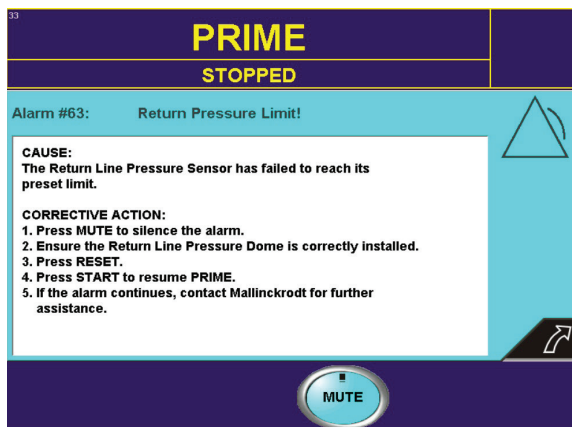 33
PRIME
STOPPED
Alarm #63: Return Pressure Limit!
CAUSE:
The Return Line Pressure Sensor has failed to reach its
preset limit.
CORRECTIVE ACTION:
1. Press MUTE to silence the alarm.
2. Ensure the Return Line Pressure Dome is correctly installed.
3. Press RESET.
4. Press START to resume PRIME.
5. If the alarm continues, contact Mallinckrodt for further
assistance.
MUTE